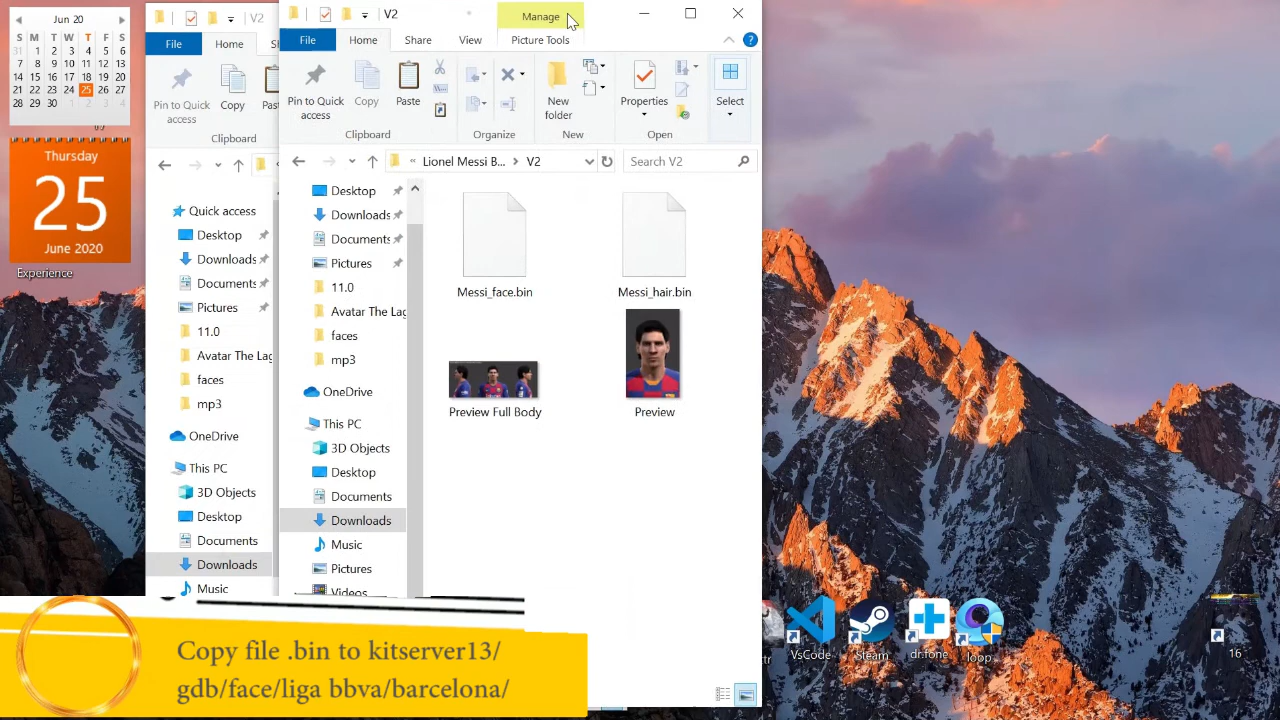 Jun 20
S M T W T F S
31 1 2 3 4 5 6
7 8 9 10 11 12 13
14 15 16 17 18 19 20
21 22 23 24 25 26 27
28 29 30 1 2 3 4
Thursday
25
June 2020
Experience
V2
File
Home
Pin to Quick
access
Copy
Clipboard
Quick access
Desktop
Downloads
Documents
Pictures
11.0
Avatar The Lag
faces
mp3
OneDrive
This PC
3D Objects
Desktop
Documents
Downloads
Music
V2
Manage
File
Home
Share
View
Picture Tools
Pin to Quick
access
Copy
Paste
New
folder
Properties
Select
Clipboard
Organize
New
Open
« Lionel Messi B... > V2
Search V2
Desktop
Downloads
Documents
Pictures
11.0
Avatar The Lag
faces
mp3
OneDrive
This PC
3D Objects
Desktop
Documents
Downloads
Music
Pictures
Videos
Messi_face.bin
Messi_hair.bin
Preview Full Body
Preview
VsCode
Steam
dr.fone
loop
16
Copy file .bin to kitserver13/
gdb/face/liga bbva/barcelona/